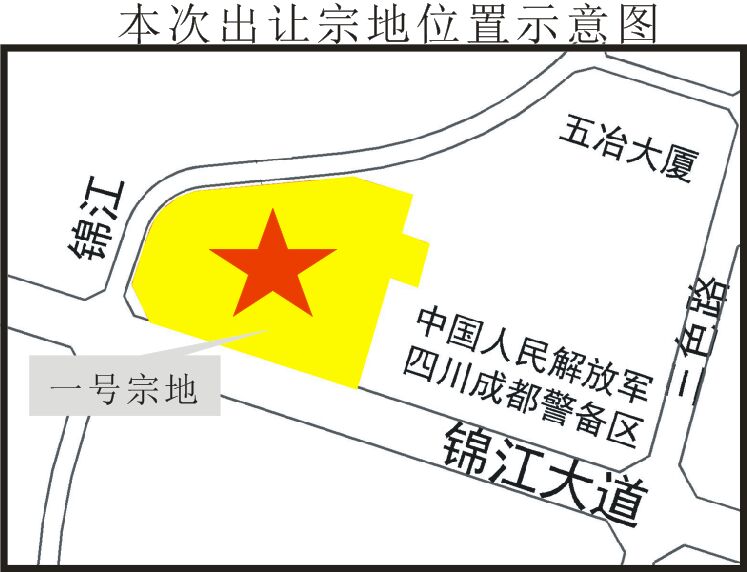 本次出让宗地位置示意图
五冶大厦
锦江
三色路
中国人民解放军
四川成都警备区
一号宗地
锦江大道